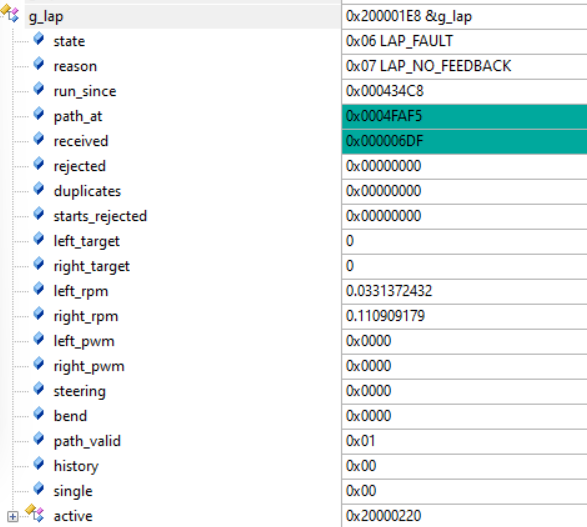 g_lap 0x200001E8 &g_lap
state 0x06 LAP_FAULT
reason 0x07 LAP_NO_FEEDBACK
run_since 0x000434C8
path_at 0x0004FAF5
received 0x000006DF
rejected 0x00000000
duplicates 0x00000000
starts_rejected 0x00000000
left_target 0
right_target 0
left_rpm 0.0331372432
right_rpm 0.110909179
left_pwm 0x0000
right_pwm 0x0000
steering 0x0000
bend 0x0000
path_valid 0x01
history 0x00
single 0x00
active 0x20000220